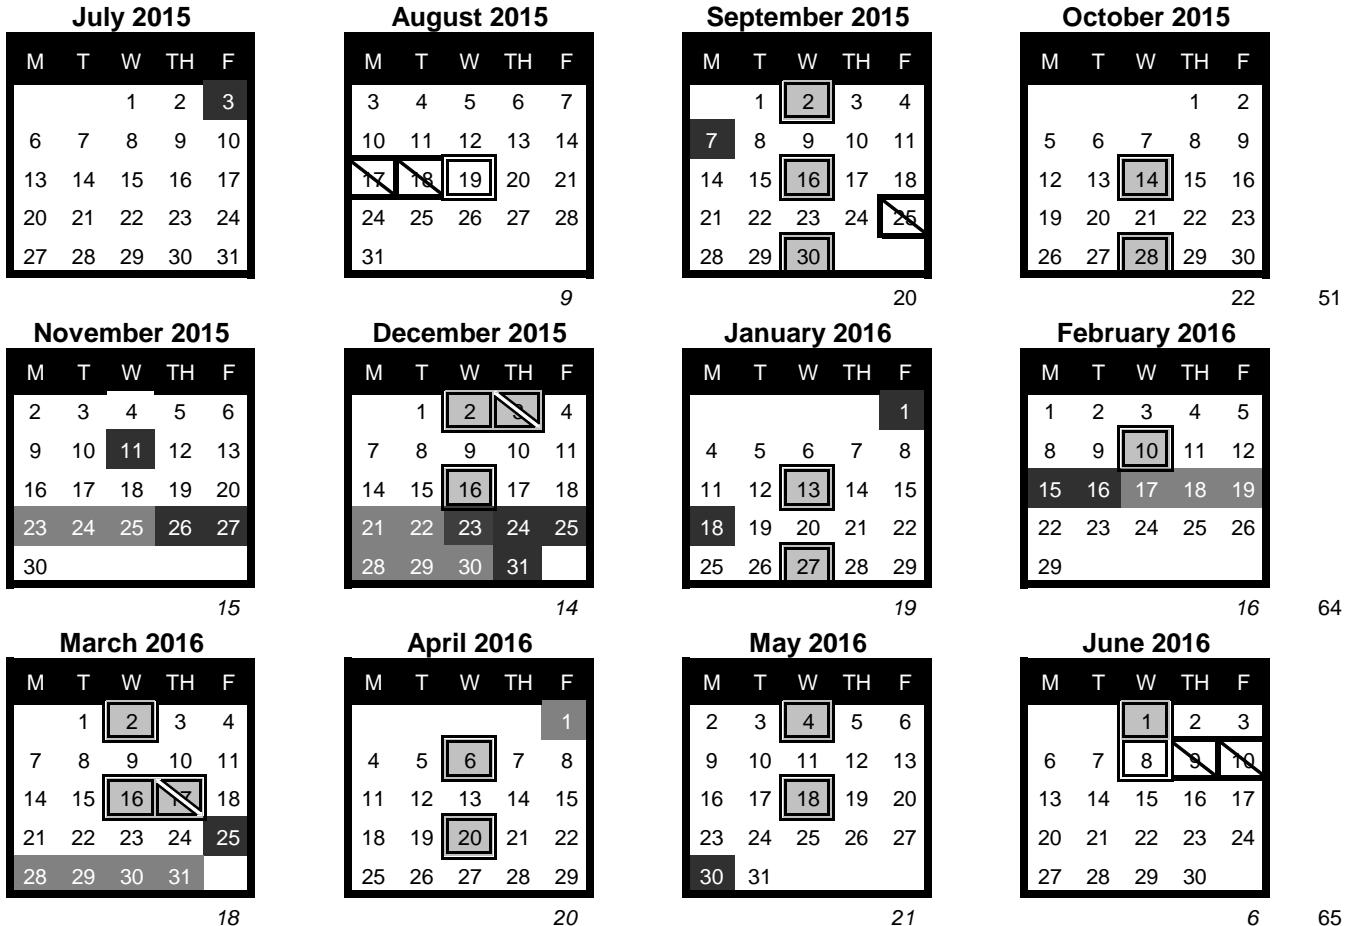 July 2015 August 2015 September 2015 October 2015
M T W TH F M T W TH F M T W TH F M T W TH F
1 2 3 3 4 5 6 7 1 2 3 4 1 2
6 7 8 9 10 10 11 12 13 14 7 8 9 10 11 5 6 7 8 9
13 14 15 16 17 17 18 19 20 21 14 15 16 17 18 12 13 14 15 16
20 21 22 23 24 24 25 26 27 28 21 22 23 24 25 19 20 21 22 23
27 28 29 30 31 31 28 29 30 26 27 28 29 30
9 20 22 51
November 2015 December 2015 January 2016 February 2016
M T W TH F M T W TH F M T W TH F M T W TH F
2 3 4 5 6 1 2 3 4 1 1 2 3 4 5
9 10 11 12 13 7 8 9 10 11 4 5 6 7 8 8 9 10 11 12
16 17 18 19 20 14 15 16 17 18 11 12 13 14 15 15 16 17 18 19
23 24 25 26 27 21 22 23 24 25 18 19 20 21 22 22 23 24 25 26
30 28 29 30 31 25 26 27 28 29 29
15 14 19 16 64
March 2016 April 2016 May 2016 June 2016
M T W TH F M T W TH F M T W TH F M T W TH F
1 2 3 4 1 2 3 4 5 6 1 2 3
7 8 9 10 11 4 5 6 7 8 9 10 11 12 13 6 7 8 9 10
14 15 16 17 18 11 12 13 14 15 16 17 18 19 20 13 14 15 16 17
21 22 23 24 25 18 19 20 21 22 23 24 25 26 27 20 21 22 23 24
28 29 30 31 25 26 27 28 29 30 31 27 28 29 30
18 20 21 6 65